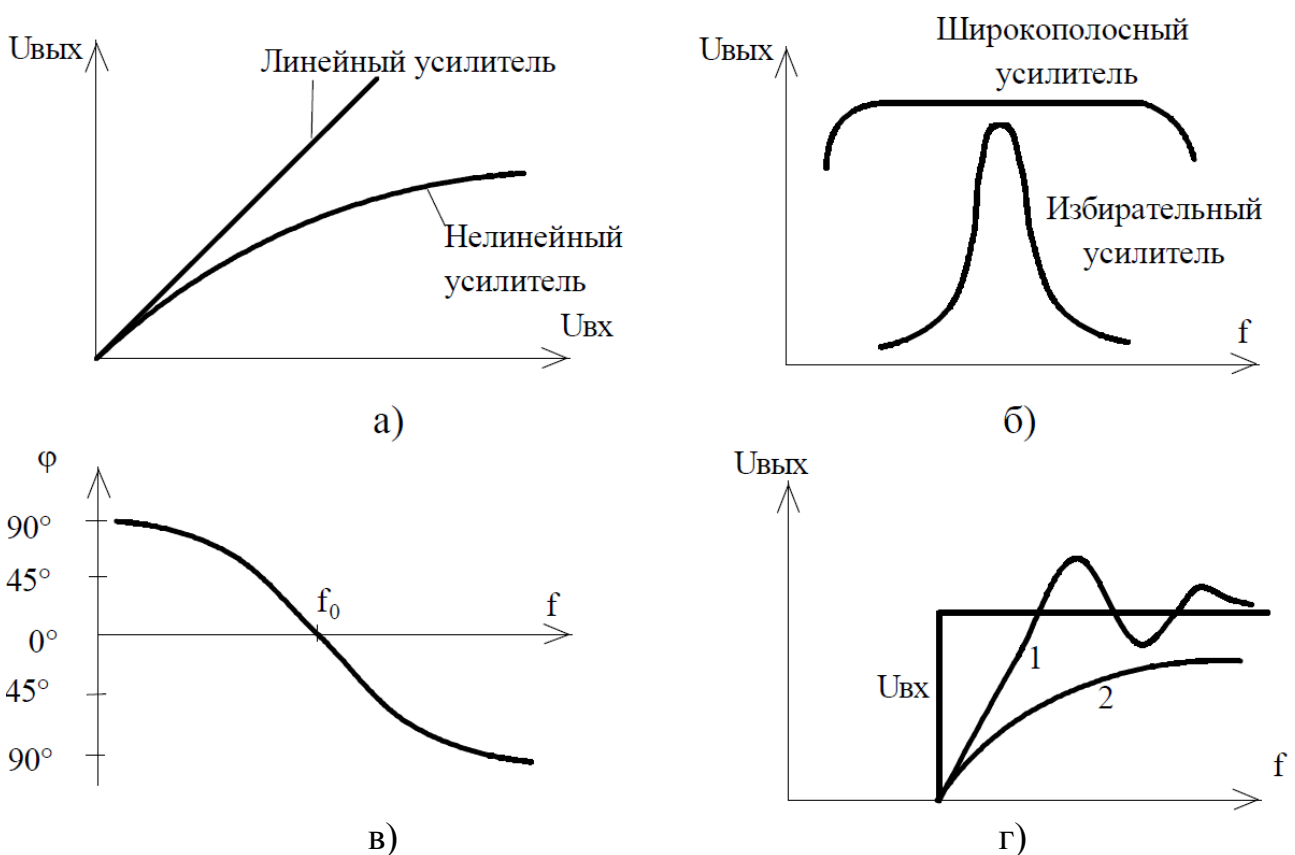 Uвых
Линейный усилитель
Нелинейный
усилитель
Uвх
а)
Uвых
Широкополосный
усилитель
Избирательный
усилитель
f
б)
φ
90°
45°
0°
45°
90°
f₀
f
в)
Uвых
Uвх
1
2
f
г)